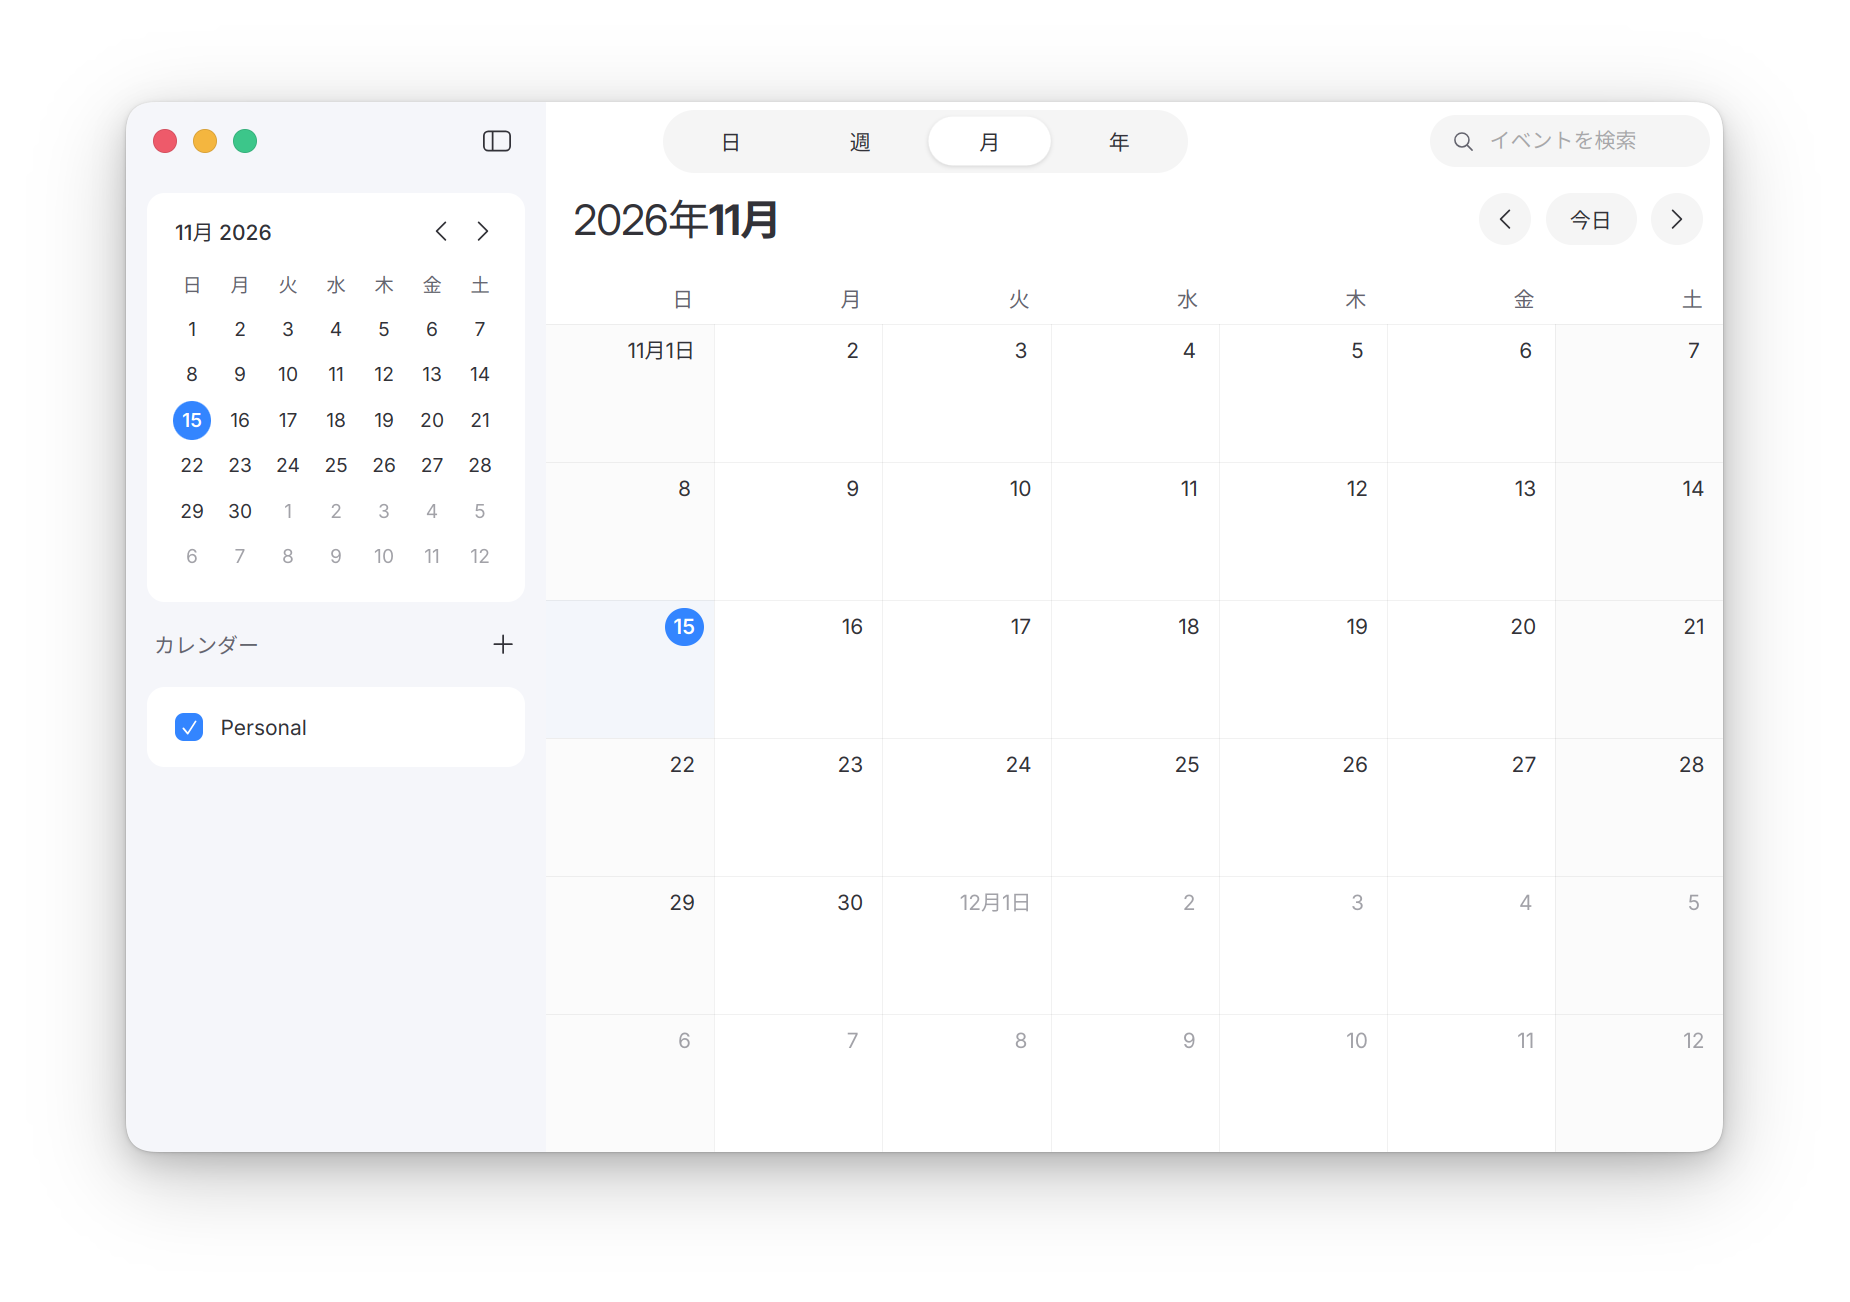 日 週 月 年
イベントを検索
11月 2026
日 月 火 水 木 金 土
1 2 3 4 5 6 7
8 9 10 11 12 13 14
15 16 17 18 19 20 21
22 23 24 25 26 27 28
29 30 1 2 3 4 5
6 7 8 9 10 11 12
カレンダー
Personal
2026年11月
今日
日 月 火 水 木 金 土
11月1日 2 3 4 5 6 7
8 9 10 11 12 13 14
15 16 17 18 19 20 21
22 23 24 25 26 27 28
29 30 12月1日 2 3 4 5
6 7 8 9 10 11 12